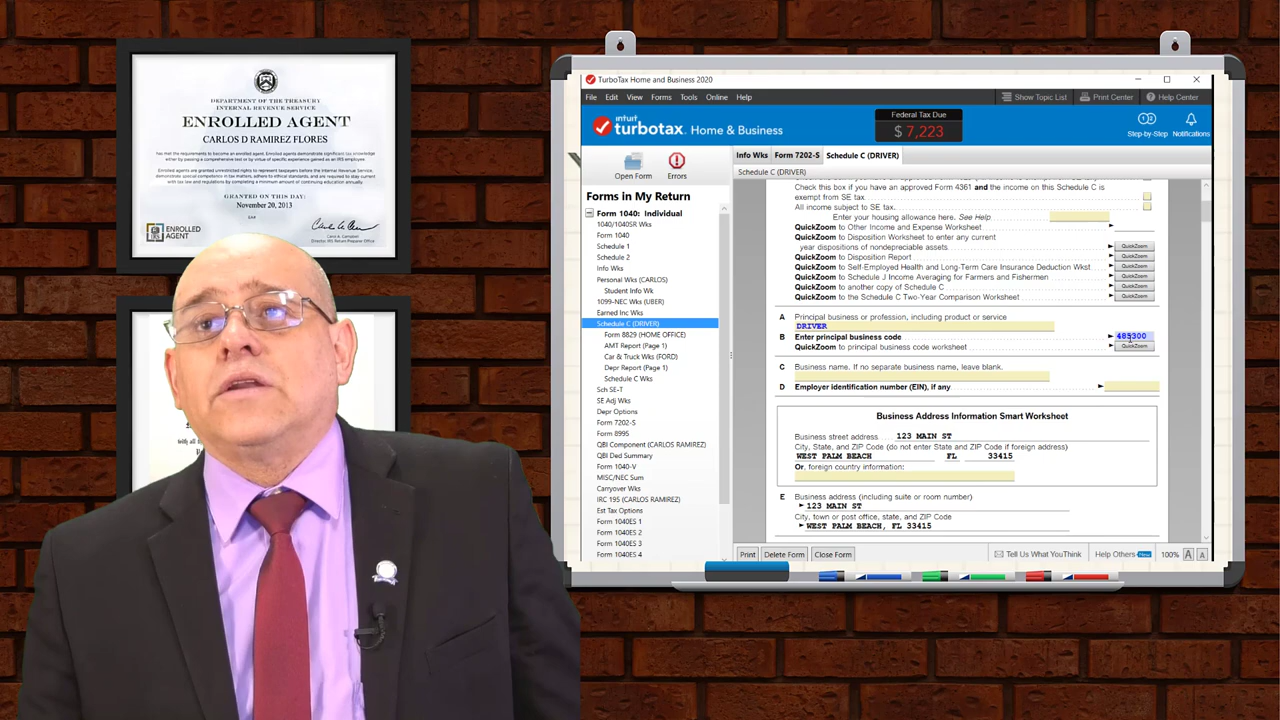 DEPARTMENT OF THE TREASURY
INTERNAL REVENUE SERVICE
ENROLLED AGENT
CARLOS D RAMIREZ FLORES
GRANTED ON THIS DAY:
November 20, 2013
ENROLLED
AGENT
TurboTax Home and Business 2020
File Edit View Forms Tools Online Help
Show Topic List Print Center Help Center
intuit
turbotax. Home & Business
Federal Tax Due
$ 7,223
Step-by-Step Notifications
Open Form Errors
Info Wks Form 7202-S Schedule C (DRIVER)
Schedule C (DRIVER)
Forms in My Return
Form 1040: Individual
1040/1040SR Wks
Form 1040
Schedule 1
Schedule 2
Info Wks
Personal Wks (CARLOS)
Student Info Wk
1099-NEC Wks (UBER)
Earned Inc Wks
Schedule C (DRIVER)
Form 8829 (HOME OFFICE)
AMT Report (Page 1)
Car & Truck Wks (FORD)
Depr Report (Page 1)
Schedule C Wks
Sch SE-T
SE Adj Wks
Depr Options
Form 7202-S
Form 8995
QBI Component (CARLOS RAMIREZ)
QBI Ded Summary
Form 1040-V
MISC/NEC Sum
Carryover Wks
IRC 195 (CARLOS RAMIREZ)
Est Tax Options
Form 1040ES 1
Form 1040ES 2
Form 1040ES 3
Form 1040ES 4
Check this box if you have an approved Form 4361 and the income on this Schedule C is
exempt from SE tax
All income subject to SE tax
Enter your housing allowance here. See Help
QuickZoom to Other Income and Expense Worksheet
QuickZoom to Disposition Worksheet to enter any current
year dispositions of nondepreciable assets QuickZoom
QuickZoom to Disposition Report QuickZoom
QuickZoom to Self-Employed Health and Long-Term Care Insurance Deduction Wkst QuickZoom
QuickZoom to Schedule J Income Averaging for Farmers and Fishermen QuickZoom
QuickZoom to another copy of Schedule C QuickZoom
QuickZoom to the Schedule C Two-Year Comparison Worksheet QuickZoom
A Principal business or profession, including product or service
DRIVER
B Enter principal business code 485300
QuickZoom to principal business code worksheet QuickZoom
C Business name. If no separate business name, leave blank.
D Employer identification number (EIN), if any
Business Address Information Smart Worksheet
Business street address 123 MAIN ST
City, State and ZIP Code (do not enter State and ZIP Code if foreign address)
WEST PALM BEACH FL 33415
Or, foreign country information:
E Business address (including suite or room number)
123 MAIN ST
City, town or post office, state, and ZIP Code
WEST PALM BEACH, FL 33415
Print Delete Form Close Form Tell Us What YouThink Help Others New 100% A A